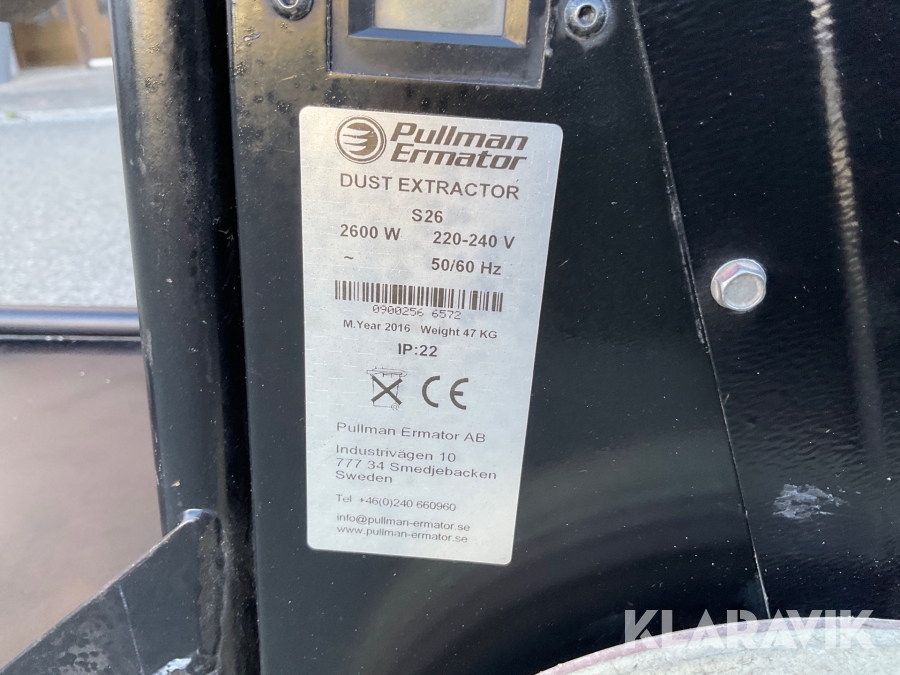 Pullman
Ermator
DUST EXTRACTOR
S26
2600 W 220-240 V
~ 50/60 Hz
0900256 6572
M.Year 2016 Weight 47 KG
IP:22
CE
Pullman Ermator AB
Industrivägen 10
777 34 Smedjebacken
Sweden
Tel +46(0)240 660960
info@pullman-ermator.se
www.pullman-ermator.se
KLARAVIK